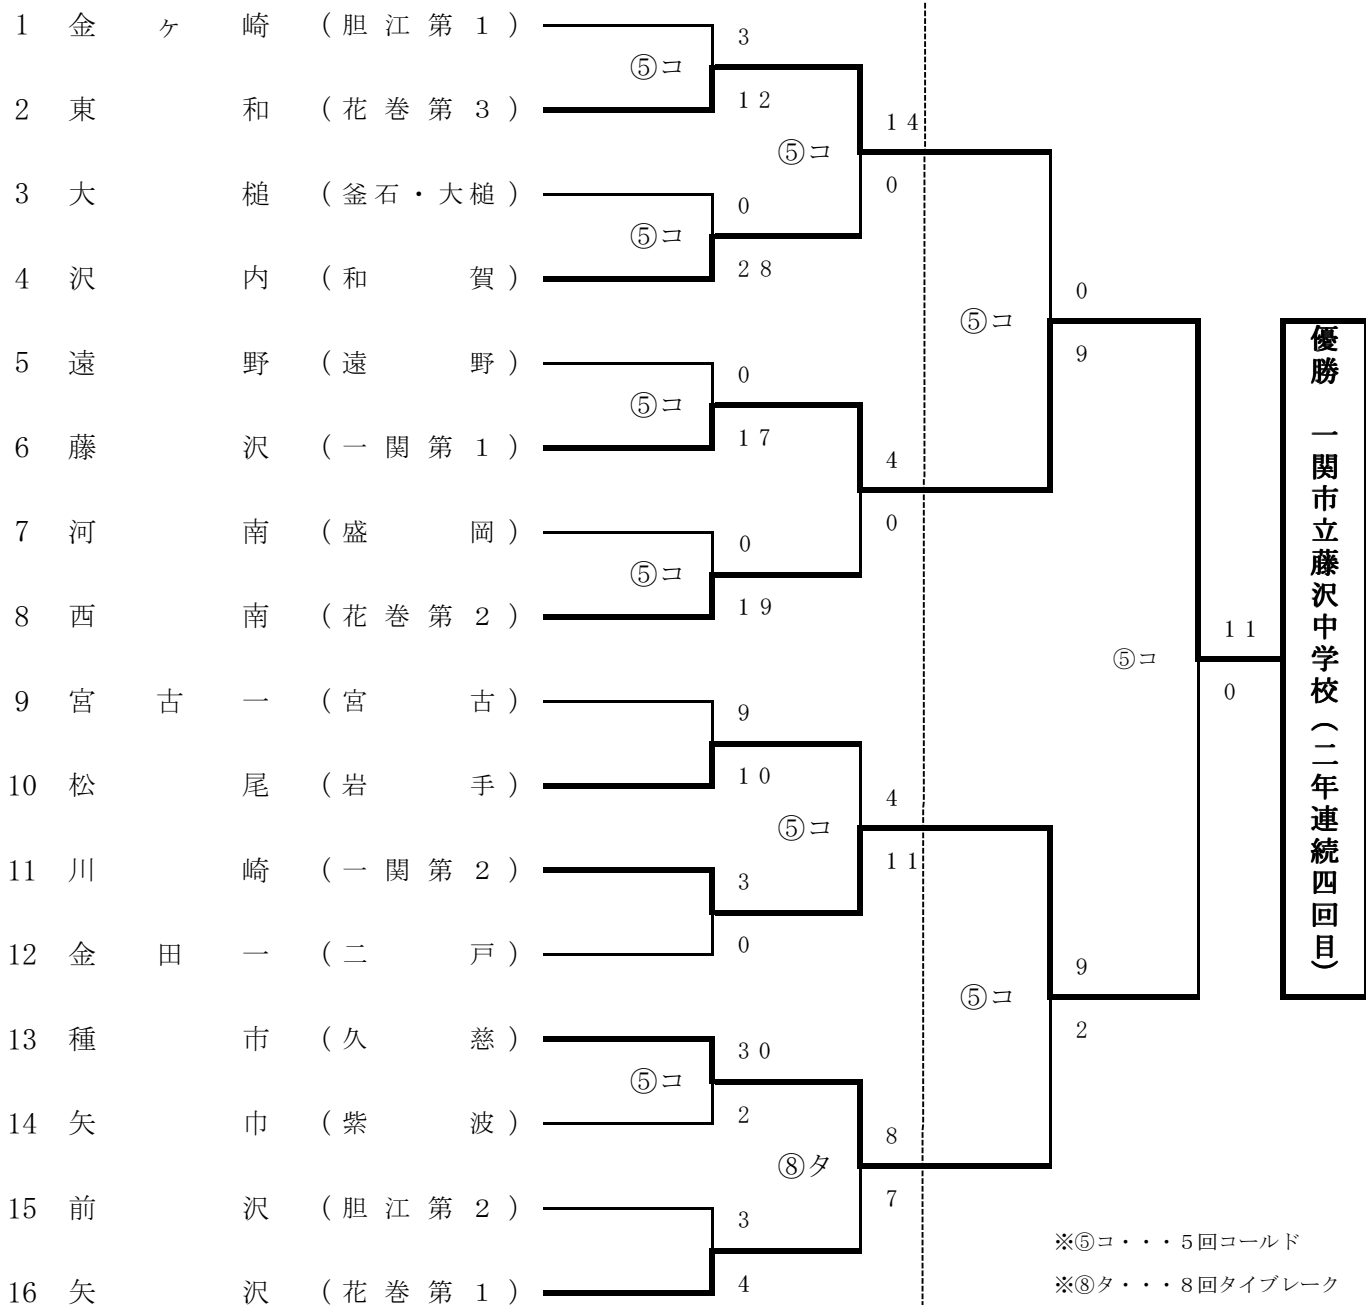 1 金ヶ崎 (胆江第1)
3
⑤コ
2 東和 (花巻第3)
12
14
⑤コ
3 大槌 (釜石・大槌)
0
0
⑤コ
4 沢内 (和賀)
28
0
⑤コ
5 遠野 (遠野)
0
9
⑤コ
6 藤沢 (一関第1)
17
4
7 河南 (盛岡)
0
0
⑤コ
8 西南 (花巻第2)
19
11
⑤コ
9 宮古一 (宮古)
9
0
10 松尾 (岩手)
10
4
⑤コ
11 川崎 (一関第2)
3
11
12 金田一 (二戸)
0
9
⑤コ
13 種市 (久慈)
30
2
⑤コ
14 矢巾 (紫波)
2
8
⑧タ
15 前沢 (胆江第2)
3
7
16 矢沢 (花巻第1)
4
優勝 一関市立藤沢中学校(二年連続四回目)
※⑤コ・・・5回コールド
※⑧タ・・・8回タイブレーク